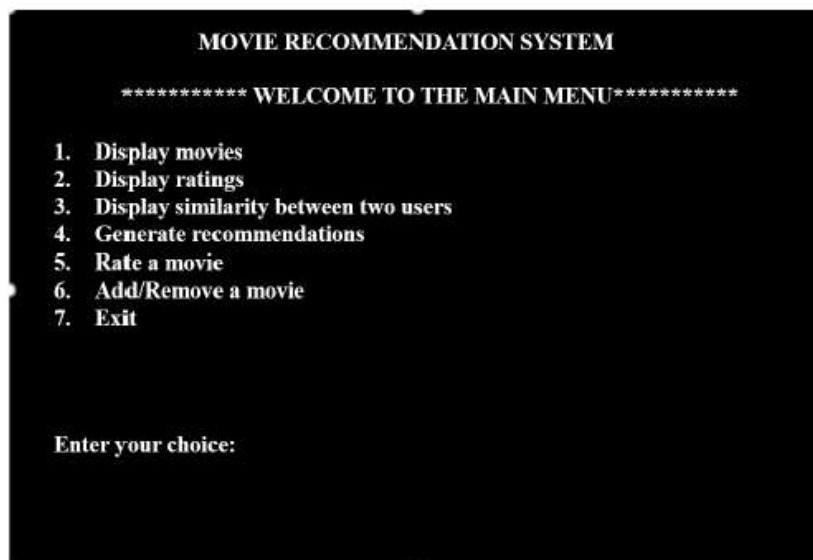 MOVIE RECOMMENDATION SYSTEM
*********** WELCOME TO THE MAIN MENU***********
1. Display movies
2. Display ratings
3. Display similarity between two users
4. Generate recommendations
5. Rate a movie
6. Add/Remove a movie
7. Exit
Enter your choice: